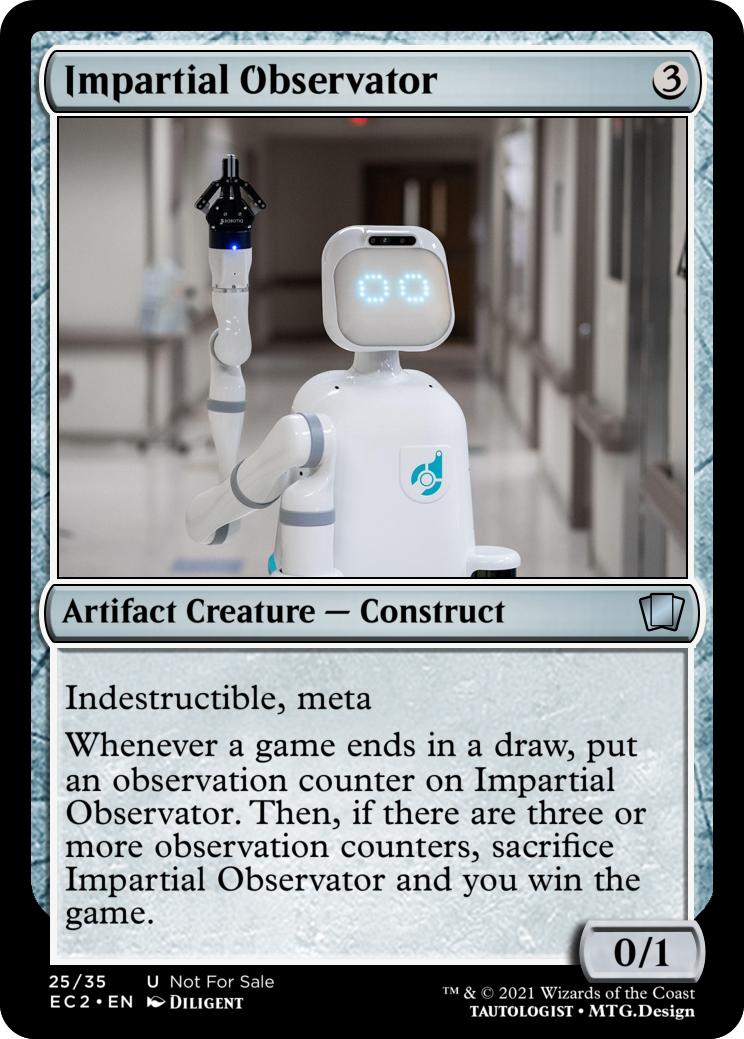 Impartial Observator
3
ROBOTIQ
Artifact Creature — Construct
Indestructible, meta
Whenever a game ends in a draw, put
an observation counter on Impartial
Observator. Then, if there are three or
more observation counters, sacrifice
Impartial Observator and you win the
game.
0/1
25/35 U Not For Sale
EC2 • EN DILIGENT
™ & © 2021 Wizards of the Coast
TAUTOLOGIST • MTG.Design